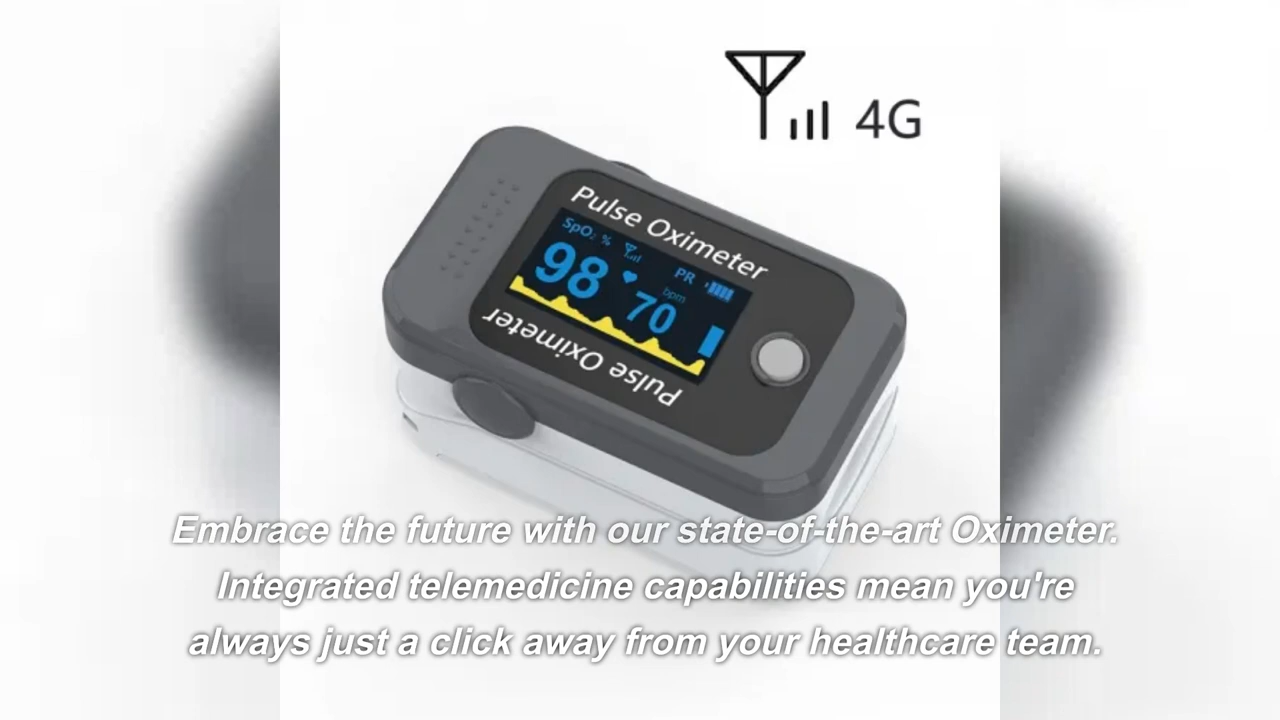 4G
Pulse Oximeter
SpO₂ %
PR
98
70
bpm
Pulse Oximeter
Embrace the future with our state-of-the-art Oximeter.
Integrated telemedicine capabilities mean you're
always just a click away from your healthcare team.